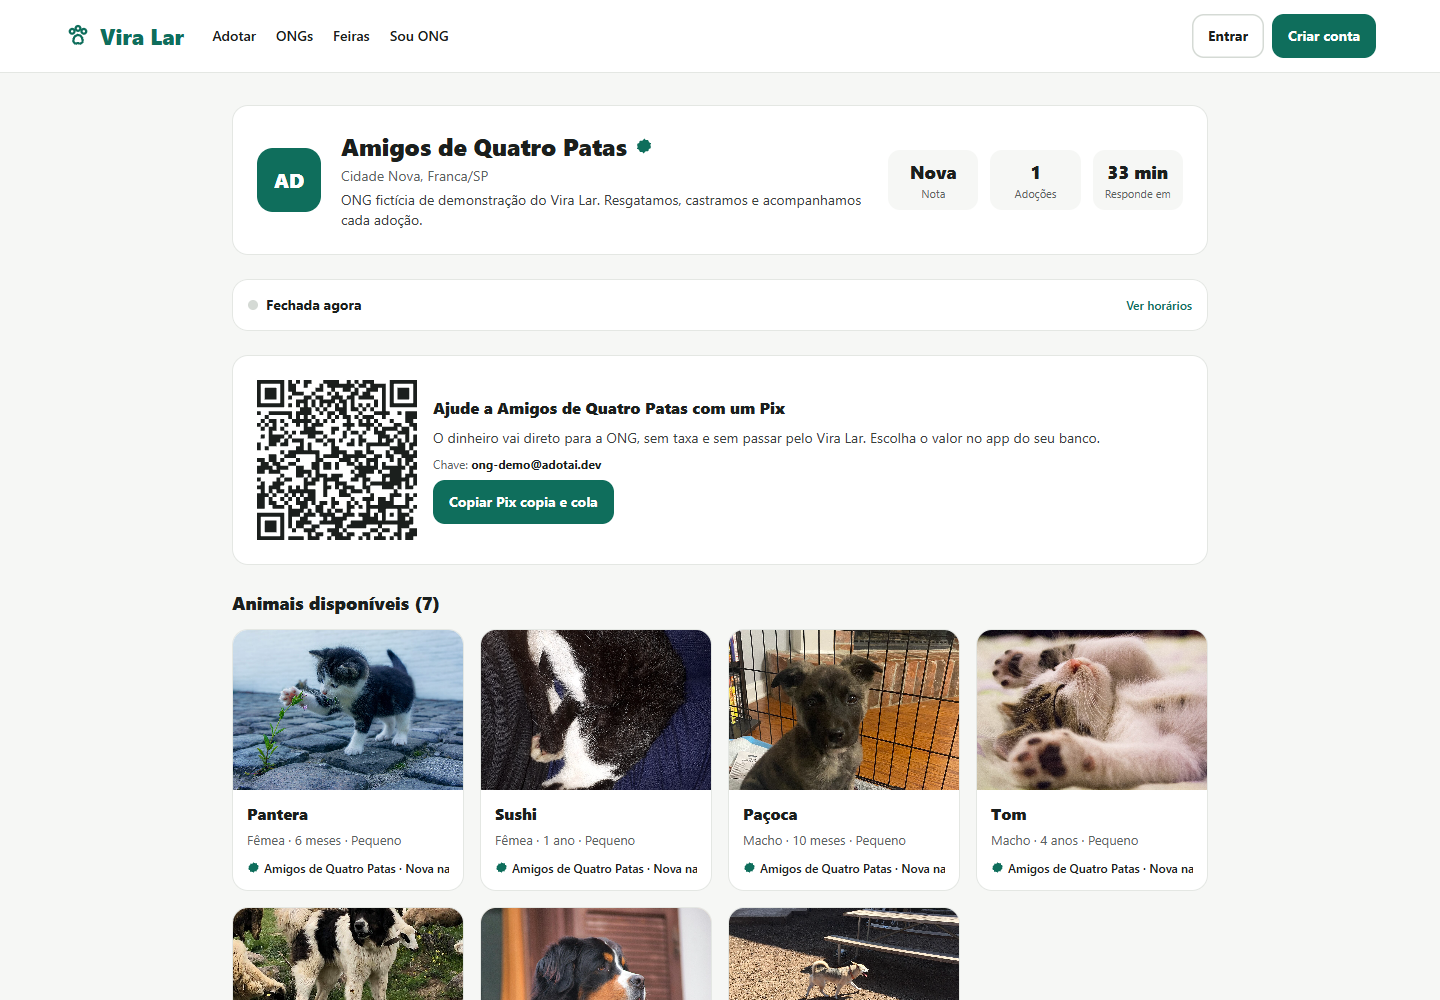 Vira Lar
Adotar
ONGs
Feiras
Sou ONG
Entrar
Criar conta
AD
Amigos de Quatro Patas
Cidade Nova, Franca/SP
ONG fictícia de demonstração do Vira Lar. Resgatamos, castramos e acompanhamos
cada adoção.
Nova
Nota
1
Adoções
33 min
Responde em
Fechada agora
Ver horários
Ajude a Amigos de Quatro Patas com um Pix
O dinheiro vai direto para a ONG, sem taxa e sem passar pelo Vira Lar. Escolha o valor no app do seu banco.
Chave: ong-demo@adotai.dev
Copiar Pix copia e cola
Animais disponíveis (7)
Pantera
Fêmea · 6 meses · Pequeno
Amigos de Quatro Patas · Nova na
Sushi
Fêmea · 1 ano · Pequeno
Amigos de Quatro Patas · Nova na
Paçoca
Macho · 10 meses · Pequeno
Amigos de Quatro Patas · Nova na
Tom
Macho · 4 anos · Pequeno
Amigos de Quatro Patas · Nova na